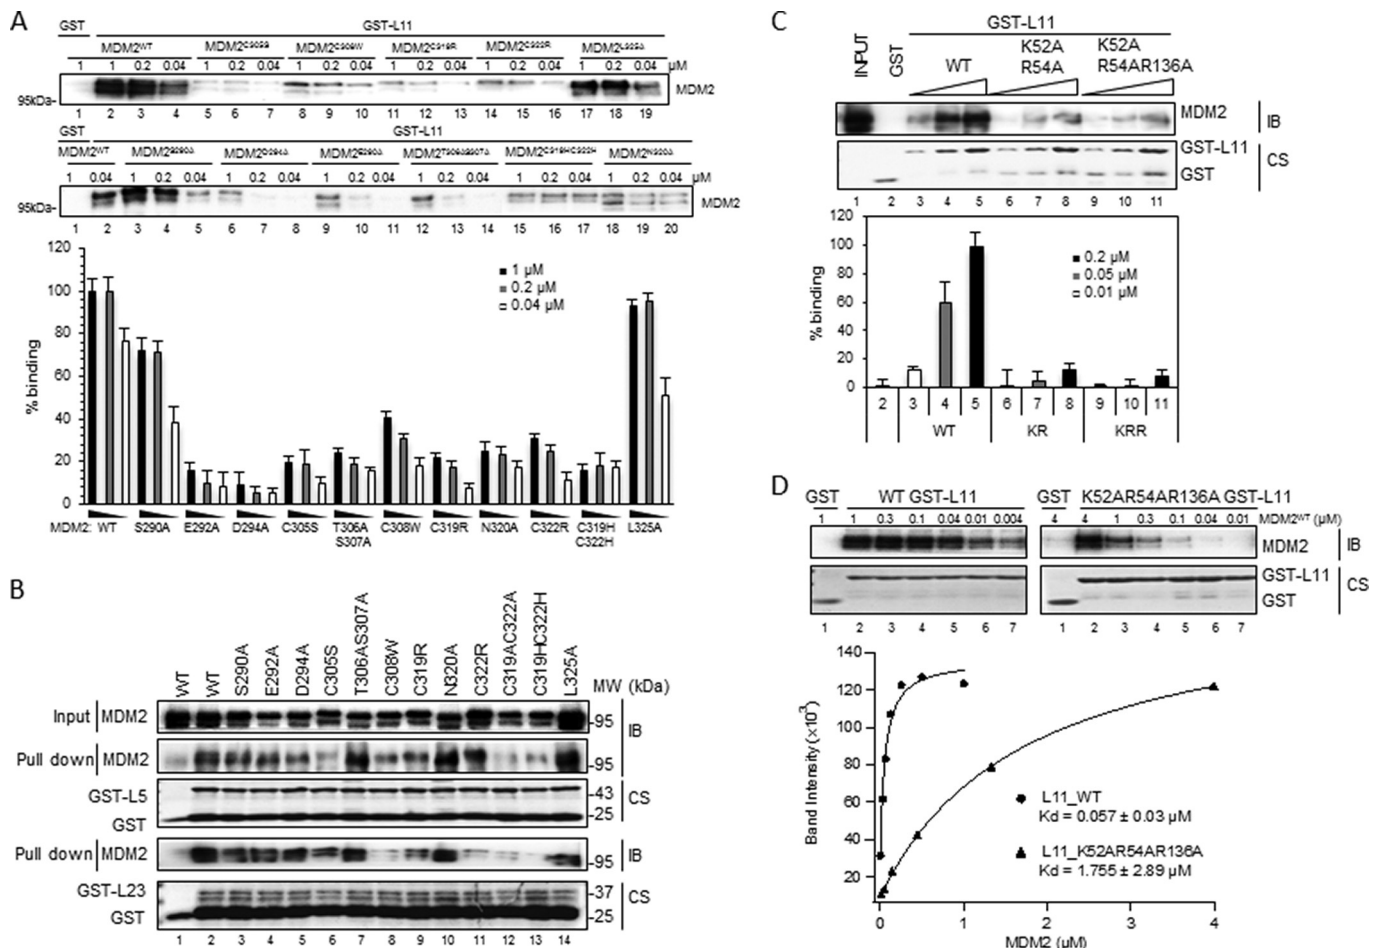 A
GST GST-L11
MDM2WT MDM2C305S MDM2C308W MDM2C319R MDM2C322R MDM2L325A
1 1 0.2 0.04 1 0.2 0.04 1 0.2 0.04 1 0.2 0.04 1 0.2 0.04 1 0.2 0.04 μM
MDM2
95kDa-
1 2 3 4 5 6 7 8 9 10 11 12 13 14 15 16 17 18 19
GST GST-L11
MDM2WT MDM2S290A MDM2D294A MDM2E292A MDM2T306AS307A MDM2C319HC322H MDM2N320A
1 0.04 1 0.2 0.04 1 0.2 0.04 1 0.2 0.04 1 0.2 0.04 1 0.2 0.04 1 0.2 0.04 μM
95kDa-
MDM2
1 2 3 4 5 6 7 8 9 10 11 12 13 14 15 16 17 18 19 20
% binding
120
100
80
60
40
20
0
1 μM
0.2 μM
0.04 μM
MDM2: WT S290A E292A D294A C305S T306A S307A C308W C319R N320A C322R C319H C322H L325A
B
WT WT S290A E292A D294A C305S T306AS307A C308W C319R N320A C322R C319AC322A C319HC322H L325A
MW (kDa)
Input MDM2 -95 IB
Pull down MDM2 -95
GST-L5 -43 CS
GST -25
Pull down MDM2 -95 IB
GST-L23 -37 CS
GST -25
1 2 3 4 5 6 7 8 9 10 11 12 13 14
C
GST-L11
INPUT GST WT K52A R54A K52A R54AR136A
MDM2 IB
GST-L11 CS
GST
1 2 3 4 5 6 7 8 9 10 11
% binding
120
100
80
60
40
20
0
0.2 μM
0.05 μM
0.01 μM
2 3 4 5 6 7 8 9 10 11
WT KR KRR
D
GST WT GST-L11 GST K52AR54AR136A GST-L11
1 1 0.3 0.1 0.04 0.01 0.004 4 4 1 0.3 0.1 0.04 0.01 MDM2WT (μM)
MDM2 IB
GST-L11 CS
GST
1 2 3 4 5 6 7 1 2 3 4 5 6 7
Band Intensity (×10³)
140
120
100
80
60
40
20
L11_WT
Kd = 0.057 ± 0.03 μM
L11_K52AR54AR136A
Kd = 1.755 ± 2.89 μM
0 1 2 3 4
MDM2 (μM)